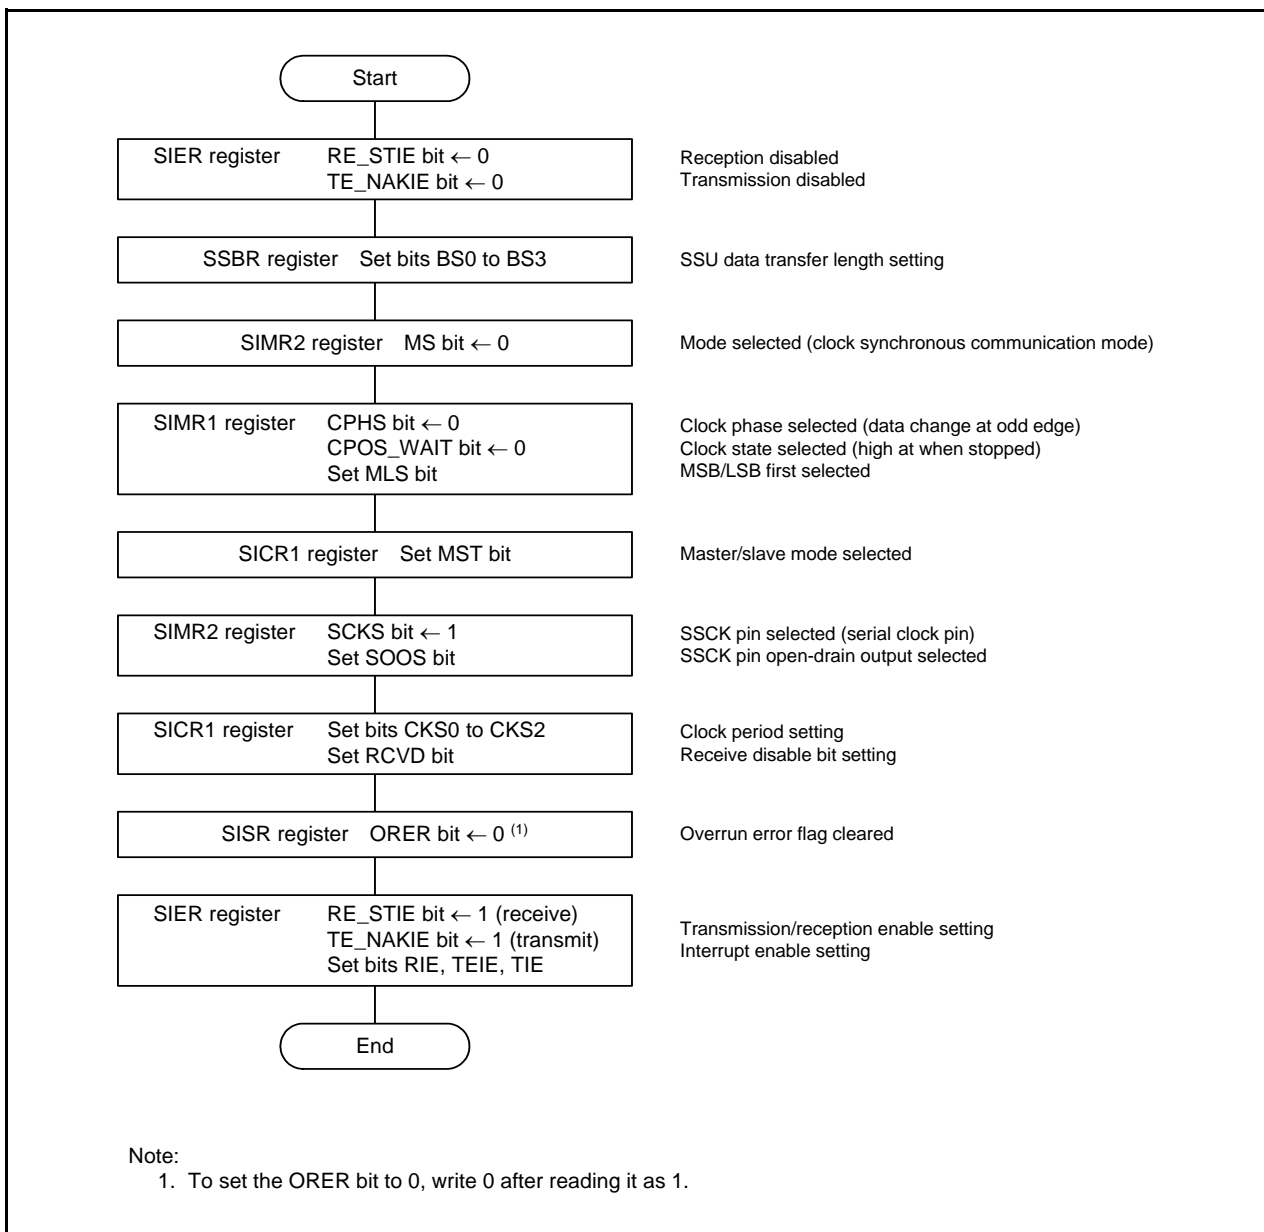 Start
SIER register RE_STIE bit ← 0
TE_NAKIE bit ← 0
Reception disabled
Transmission disabled
SSBR register Set bits BS0 to BS3
SSU data transfer length setting
SIMR2 register MS bit ← 0
Mode selected (clock synchronous communication mode)
SIMR1 register CPHS bit ← 0
CPOS_WAIT bit ← 0
Set MLS bit
Clock phase selected (data change at odd edge)
Clock state selected (high at when stopped)
MSB/LSB first selected
SICR1 register Set MST bit
Master/slave mode selected
SIMR2 register SCKS bit ← 1
Set SOOS bit
SSCK pin selected (serial clock pin)
SSCK pin open-drain output selected
SICR1 register Set bits CKS0 to CKS2
Set RCVD bit
Clock period setting
Receive disable bit setting
SISR register ORER bit ← 0 (1)
Overrun error flag cleared
SIER register RE_STIE bit ← 1 (receive)
TE_NAKIE bit ← 1 (transmit)
Set bits RIE, TEIE, TIE
Transmission/reception enable setting
Interrupt enable setting
End
Note:
1. To set the ORER bit to 0, write 0 after reading it as 1.